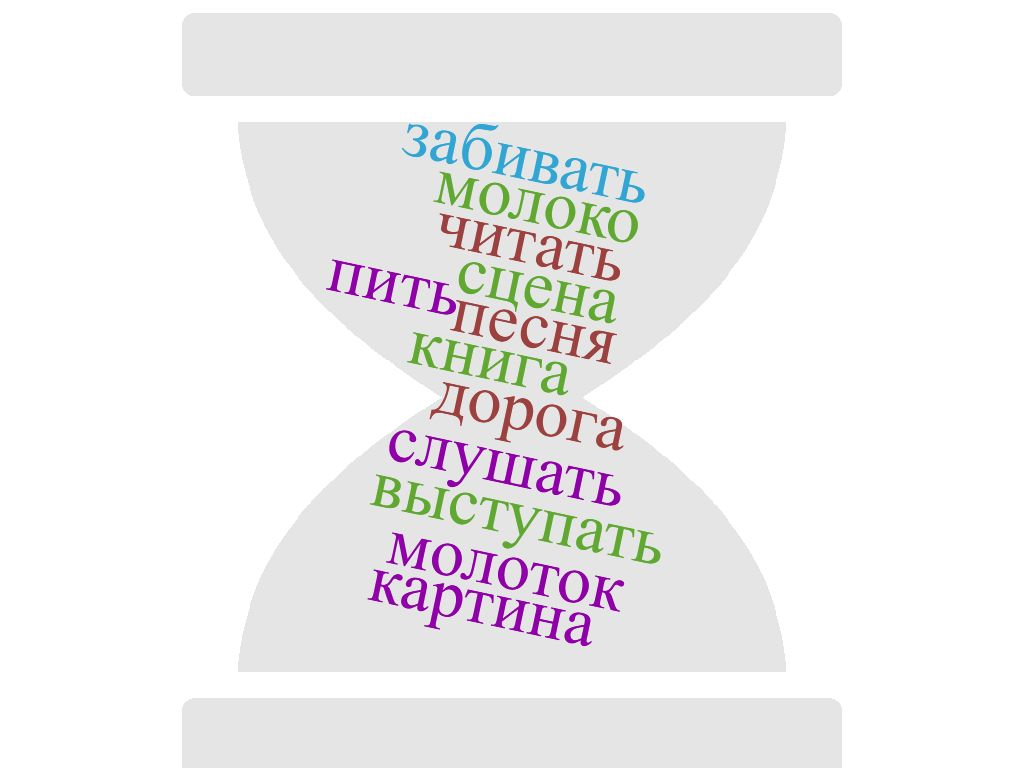 забивать
молоко
читать
сцена
пить
песня
книга
дорога
слушать
выступать
молоток
картина